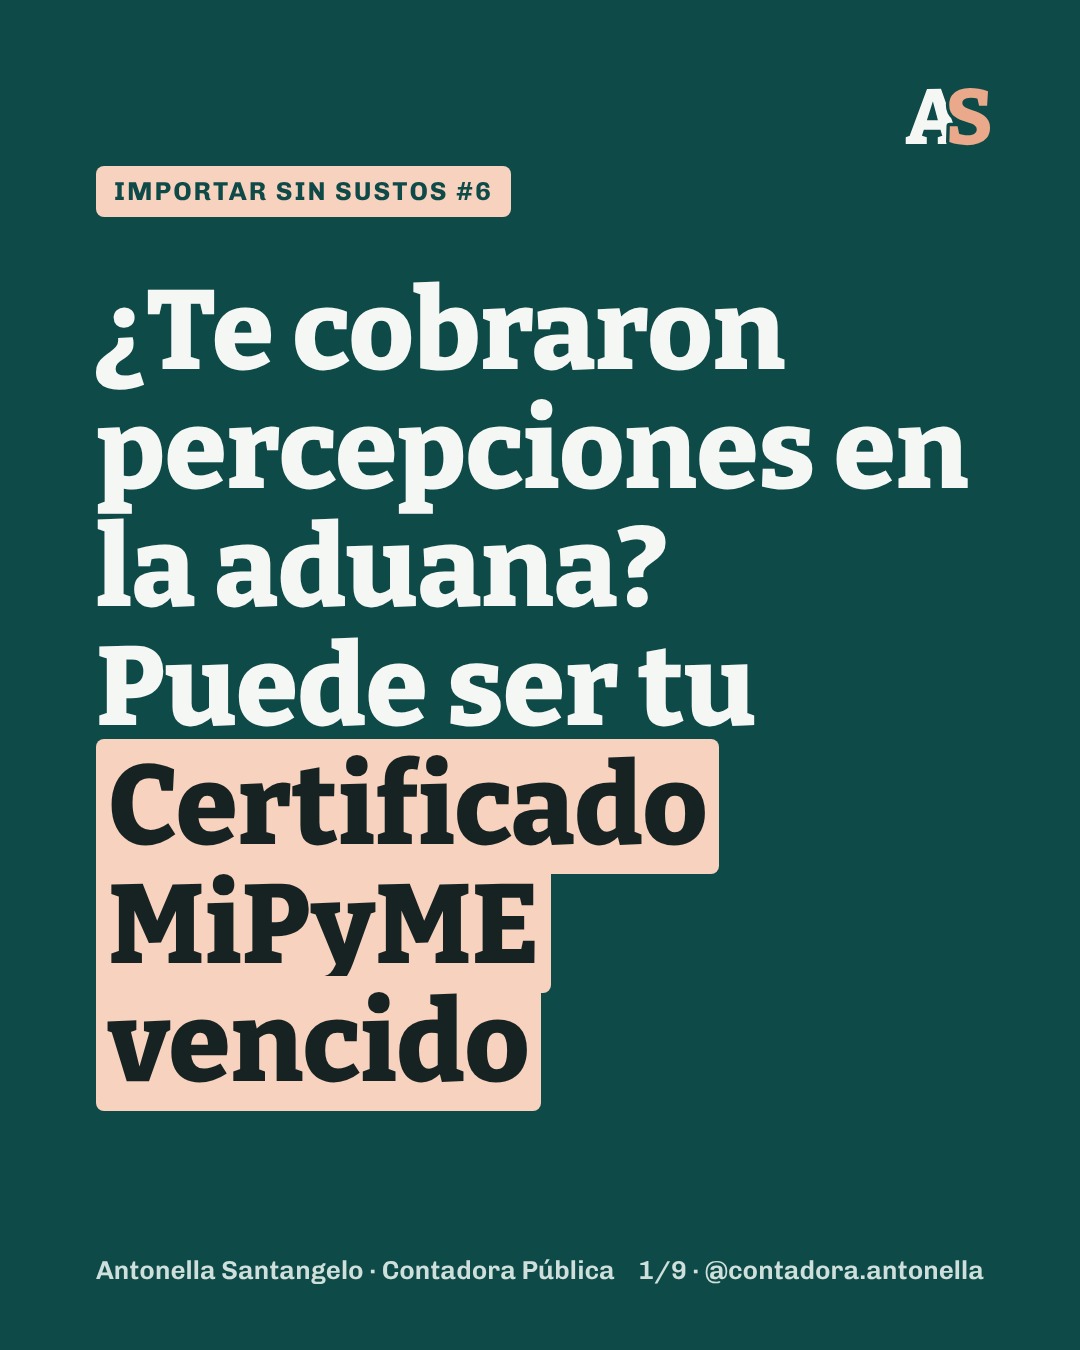 AS
IMPORTAR SIN SUSTOS #6
¿Te cobraron
percepciones en
la aduana?
Puede ser tu
Certificado
MiPyME
vencido
Antonella Santangelo · Contadora Pública 1/9 · @contadora.antonella